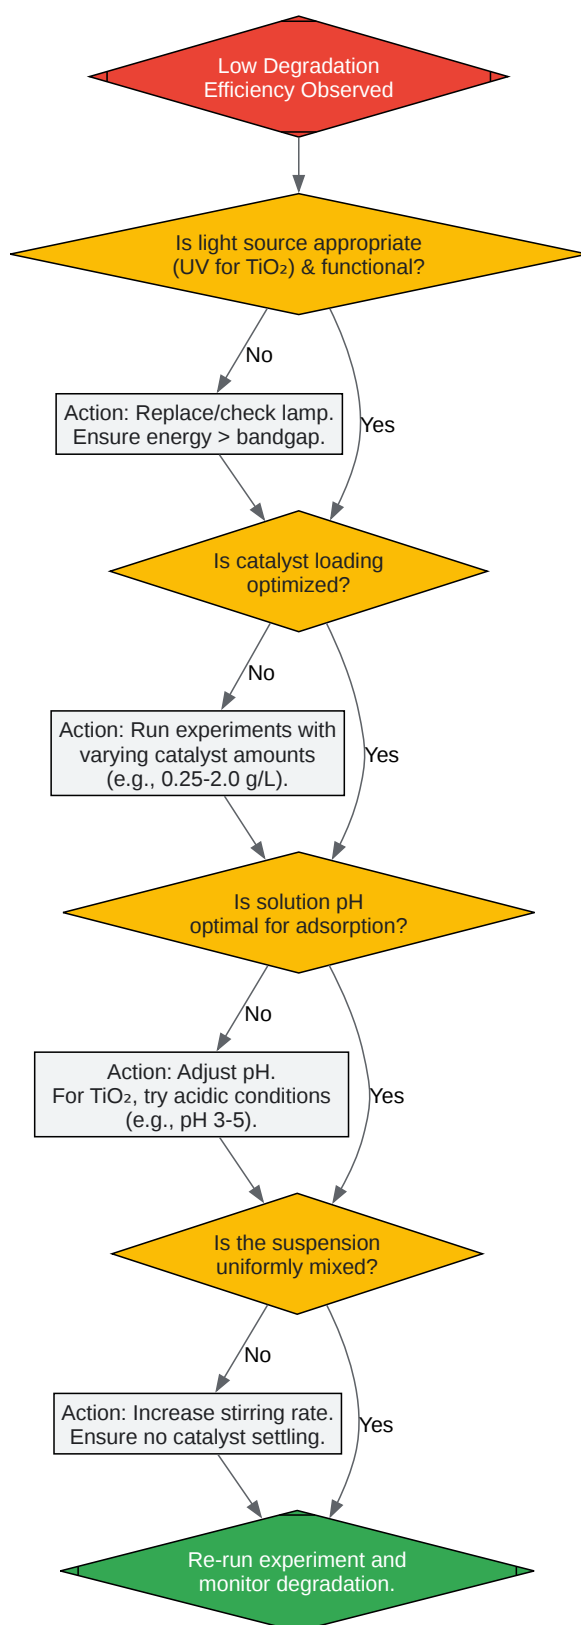 Low Degradation
Efficiency Observed
Is light source appropriate
(UV for TiO₂) & functional?
No
Action: Replace/check lamp.
Ensure energy > bandgap.
Yes
Is catalyst loading
optimized?
No
Action: Run experiments with
varying catalyst amounts
(e.g., 0.25-2.0 g/L).
Yes
Is solution pH
optimal for adsorption?
No
Action: Adjust pH.
For TiO₂, try acidic conditions
(e.g., pH 3-5).
Yes
Is the suspension
uniformly mixed?
No
Action: Increase stirring rate.
Ensure no catalyst settling.
Yes
Re-run experiment and
monitor degradation.